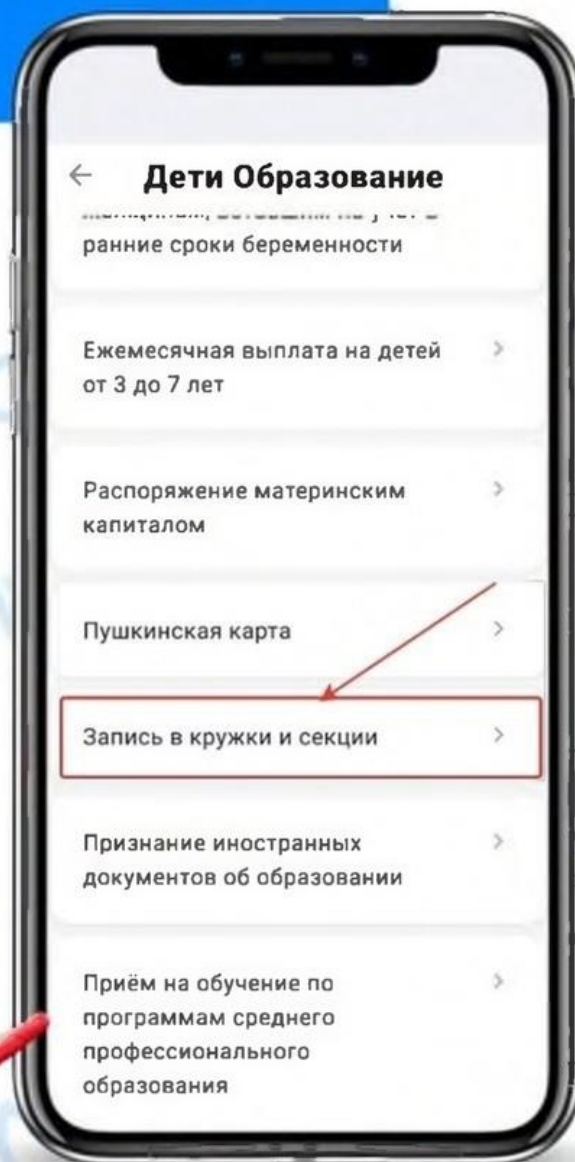 Дети Образование
ранние сроки беременности
Ежемесячная выплата на детей
от 3 до 7 лет
Распоряжение материнским
капиталом
Пушкинская карта
Запись в кружки и секции
Признание иностранных
документов об образовании
Приём на обучение по
программам среднего
профессионального
образования